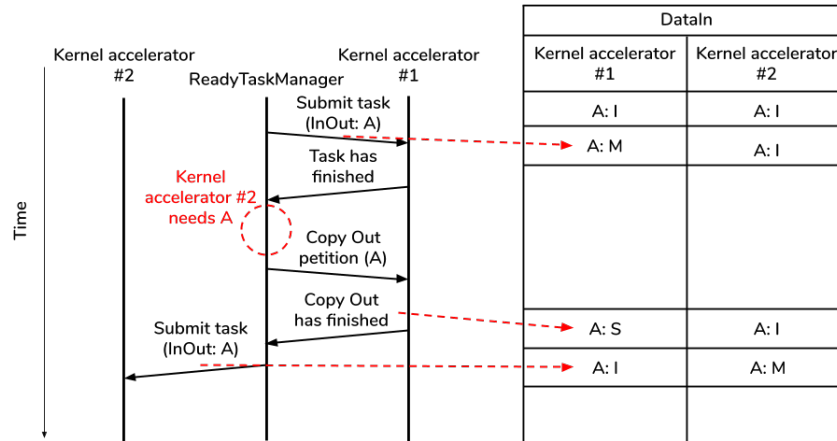 Kernel accelerator
#2
ReadyTaskManager
Kernel accelerator
#1
Submit task
(InOut: A)
Task has
finished
Kernel
accelerator #2
needs A
Copy Out
petition (A)
Copy Out
has finished
Submit task
(InOut: A)
Time
DataIn
Kernel accelerator
#1
Kernel accelerator
#2
A: I
A: I
A: M
A: I
A: S
A: I
A: I
A: M